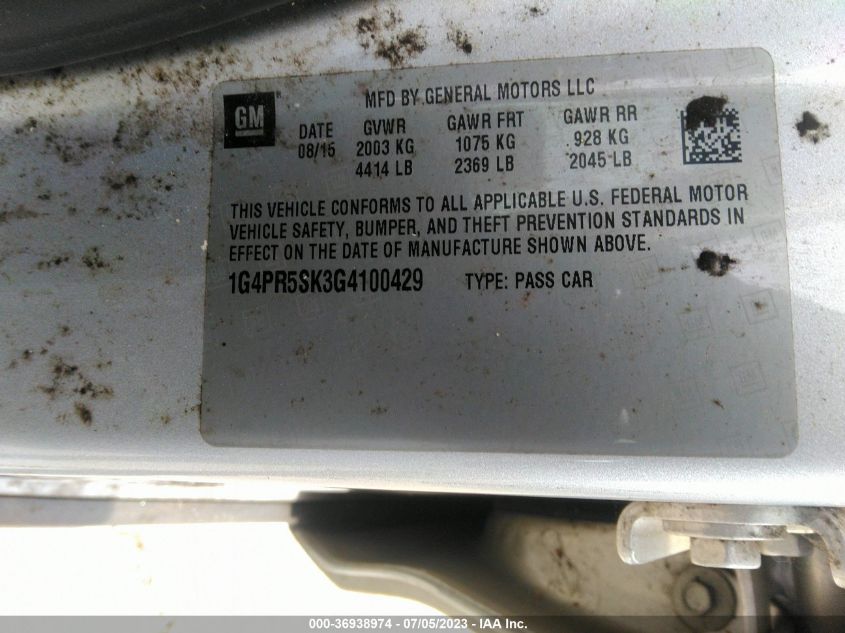 GM
®
MFD BY GENERAL MOTORS LLC
DATE GVWR GAWR FRT GAWR RR
08/15 2003 KG 1075 KG 928 KG
4414 LB 2369 LB 2045 LB
THIS VEHICLE CONFORMS TO ALL APPLICABLE U.S. FEDERAL MOTOR
VEHICLE SAFETY, BUMPER, AND THEFT PREVENTION STANDARDS IN
EFFECT ON THE DATE OF MANUFACTURE SHOWN ABOVE.
1G4PR5SK3G4100429 TYPE: PASS CAR
000-36938974 - 07/05/2023 - © IAA Inc.